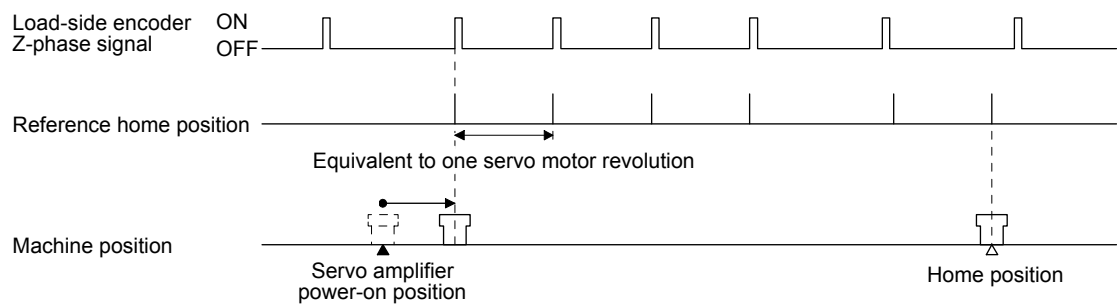 Load-side encoder ON
Z-phase signal OFF
Reference home position
Equivalent to one servo motor revolution
Machine position
Servo amplifier
power-on position
Home position